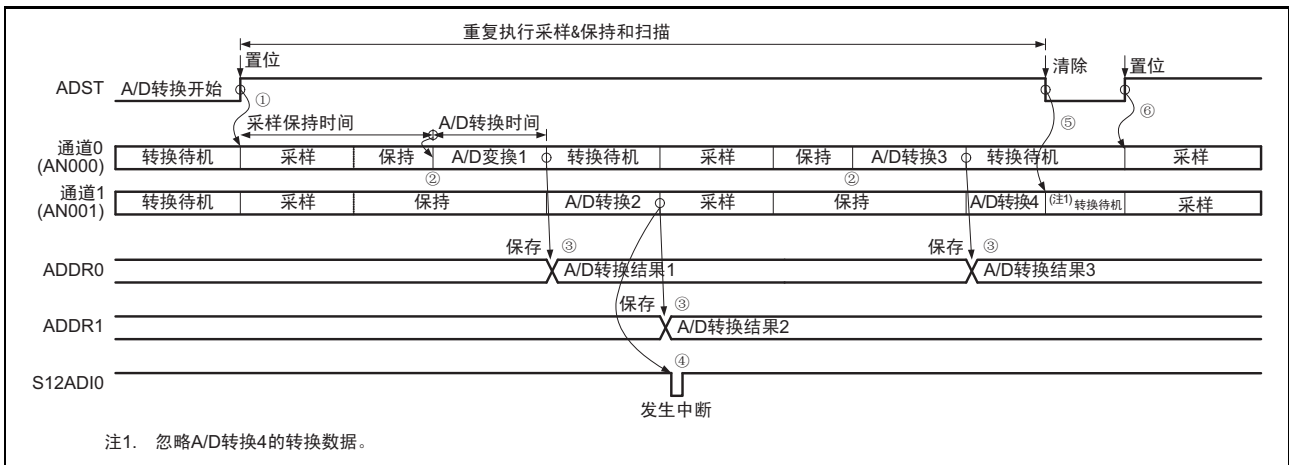 重复执行采样&保持和扫描
置位 清除 置位
ADST A/D转换开始
① ⑤ ⑥
采样保持时间 A/D转换时间
通道0
(AN000)
转换待机 采样 保持 A/D变换1 转换待机 采样 保持 A/D转换3 转换待机 采样
② ②
通道1
(AN001)
转换待机 采样 保持 A/D转换2 采样 保持 A/D转换4 (注1) 转换待机 采样
保存 ③ 保存 ③
ADDR0 A/D转换结果1 A/D转换结果3
保存 ③
ADDR1 A/D转换结果2
④
S12ADI0
发生中断
注1. 忽略A/D转换4的转换数据。